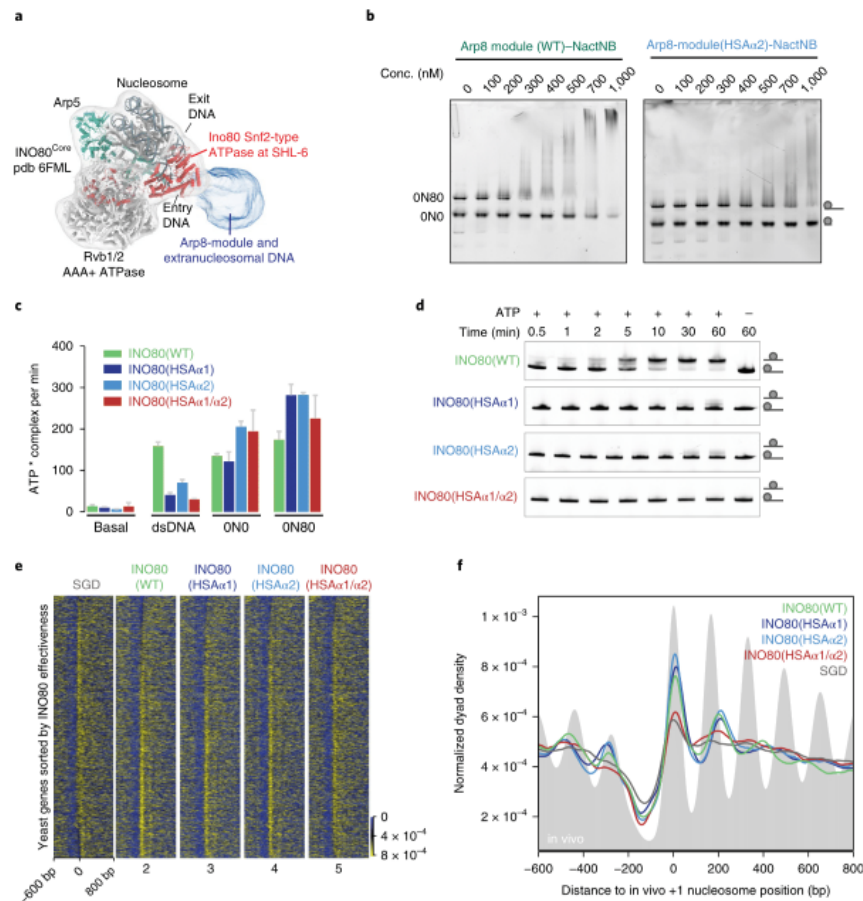 a
Nucleosome
Arp5
Exit
DNA
INO80Core
pdb 6FML
Ino80 Snf2-type
ATPase at SHL-6
Entry
DNA
Rvb1/2
AAA+ ATPase
Arp8-module and
extranucleosomal DNA
b
Arp8 module (WT)–NactNB
Arp8-module(HSAα2)-NactNB
Conc. (nM)
0 100 200 300 400 500 700 1,000
0 100 200 300 400 500 700 1,000
0N80
0N0
c
INO80(WT)
INO80(HSAα1)
INO80(HSAα2)
INO80(HSAα1/α2)
ATP * complex per min
400
300
200
100
0
Basal dsDNA 0N0 0N80
d
ATP + + + + + + + –
Time (min) 0.5 1 2 5 10 30 60 60
INO80(WT)
INO80(HSAα1)
INO80(HSAα2)
INO80(HSAα1/α2)
e
SGD
INO80
(WT)
INO80
(HSAα1)
INO80
(HSAα2)
INO80
(HSAα1/α2)
Yeast genes sorted by INO80 effectiveness
0
4 × 10⁻⁴
8 × 10⁻⁴
–600 bp 0 800 bp 2 3 4 5
f
Normalized dyad density
1 × 10⁻³
8 × 10⁻⁴
6 × 10⁻⁴
4 × 10⁻⁴
2 × 10⁻⁴
INO80(WT)
INO80(HSAα1)
INO80(HSAα2)
INO80(HSAα1/α2)
SGD
in vivo
–600 –400 –200 0 200 400 600 800
Distance to in vivo +1 nucleosome position (bp)